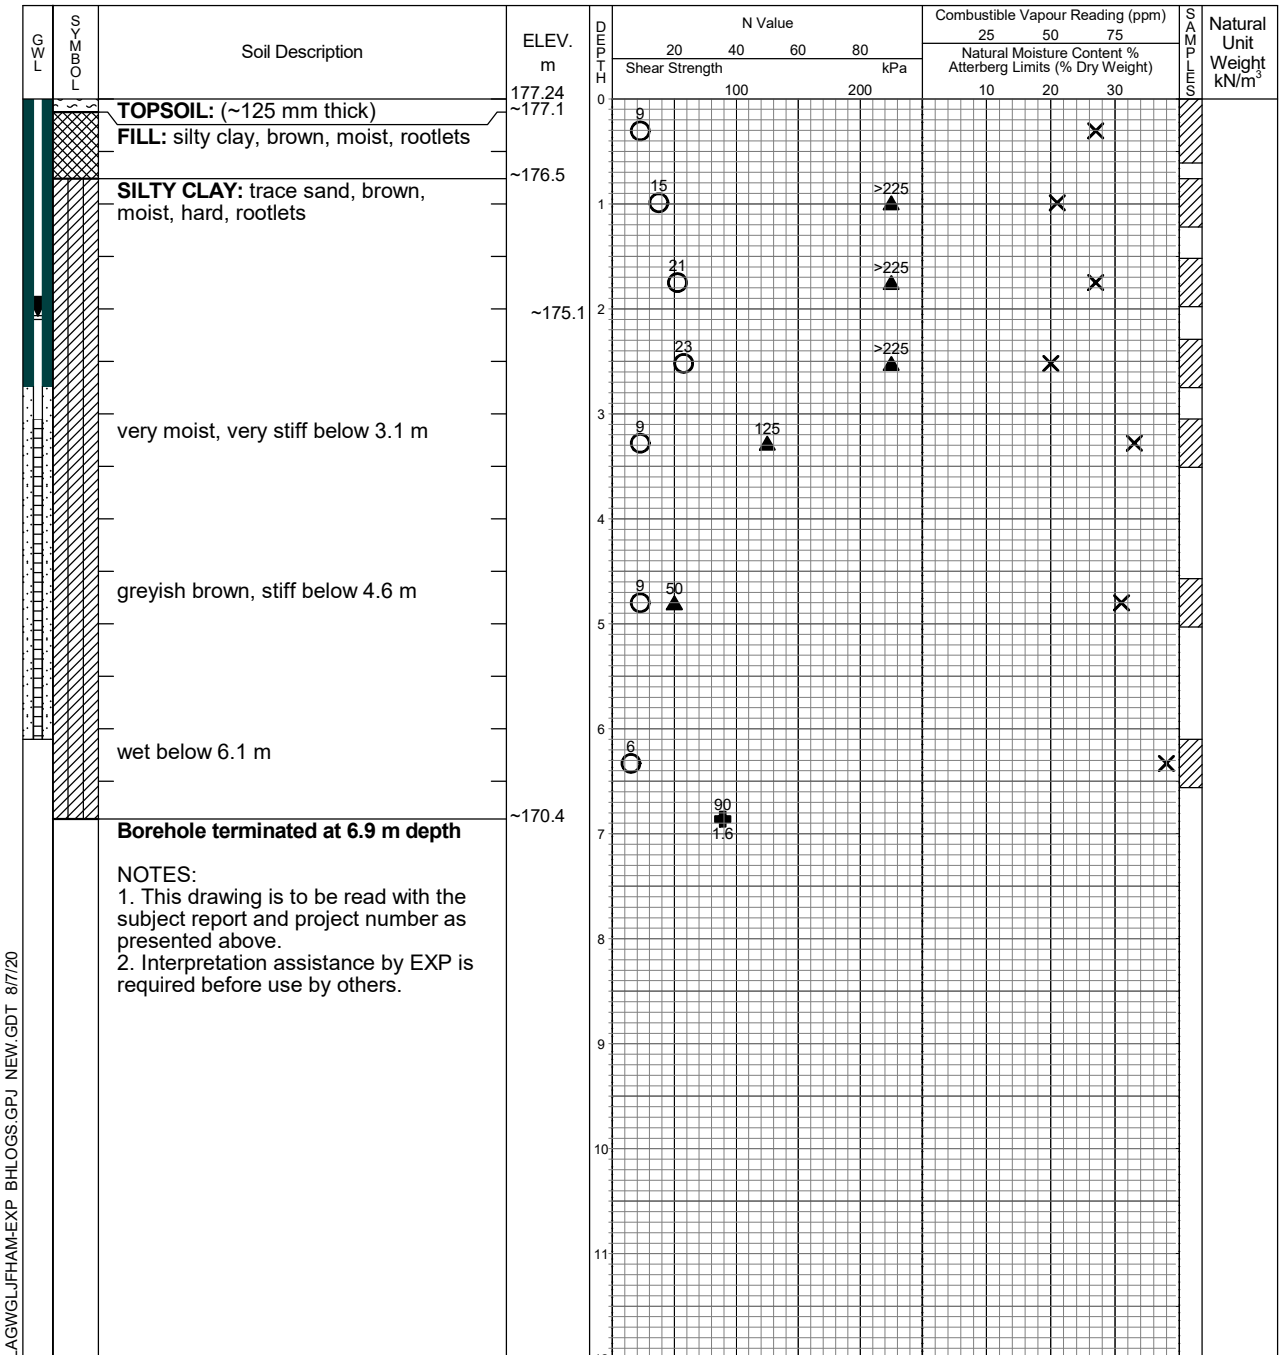 GWL
SYMBOL
Soil Description
ELEV.
m
DEPTH
N Value
20 40 60 80
Shear Strength kPa
100 200
Combustible Vapour Reading (ppm)
25 50 75
Natural Moisture Content %
Atterberg Limits (% Dry Weight)
10 20 30
SAMPLES
Natural
Unit
Weight
kN/m³
177.24
0
TOPSOIL: (~125 mm thick)
~177.1
9
FILL: silty clay, brown, moist, rootlets
~176.5
SILTY CLAY: trace sand, brown,
moist, hard, rootlets
15 >225
1
21 >225
2
~175.1
23 >225
3
very moist, very stiff below 3.1 m
9 125
4
greyish brown, stiff below 4.6 m
9 50
5
6
wet below 6.1 m
6
~170.4
90
1.6
Borehole terminated at 6.9 m depth
7
NOTES:
1. This drawing is to be read with the
subject report and project number as
presented above.
2. Interpretation assistance by EXP is
required before use by others.
8
9
10
11
AGWGLJFHAM-EXP BHLOGS.GPJ NEW.GDT 8/7/20